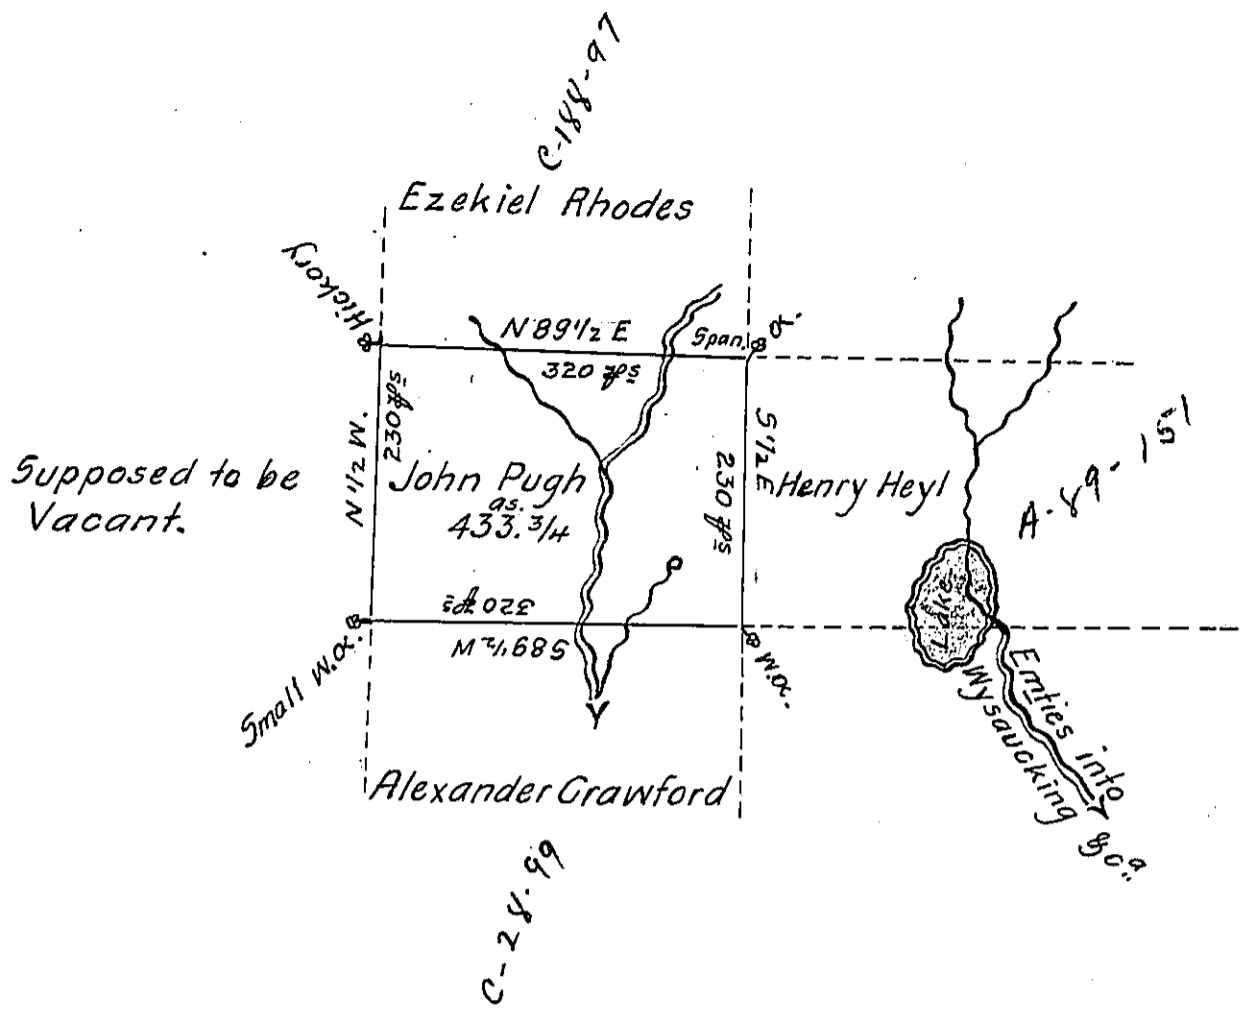 C-188-97
Ezekiel Rhodes
Hickory
N 89 1/2 E
Span. O.
320 ps
230 ps
N 1/2 W.
S 1/2 E
230 ps
Supposed to be
Vacant.
John Pugh
as.
433. 3/4
Henry Heyl
A-89-151
Lake
320 ps
S 89 1/2 W
Small W.O.
W.O.
Emties into
Wysaucking &c.a
Alexander Crawford
C-28-99